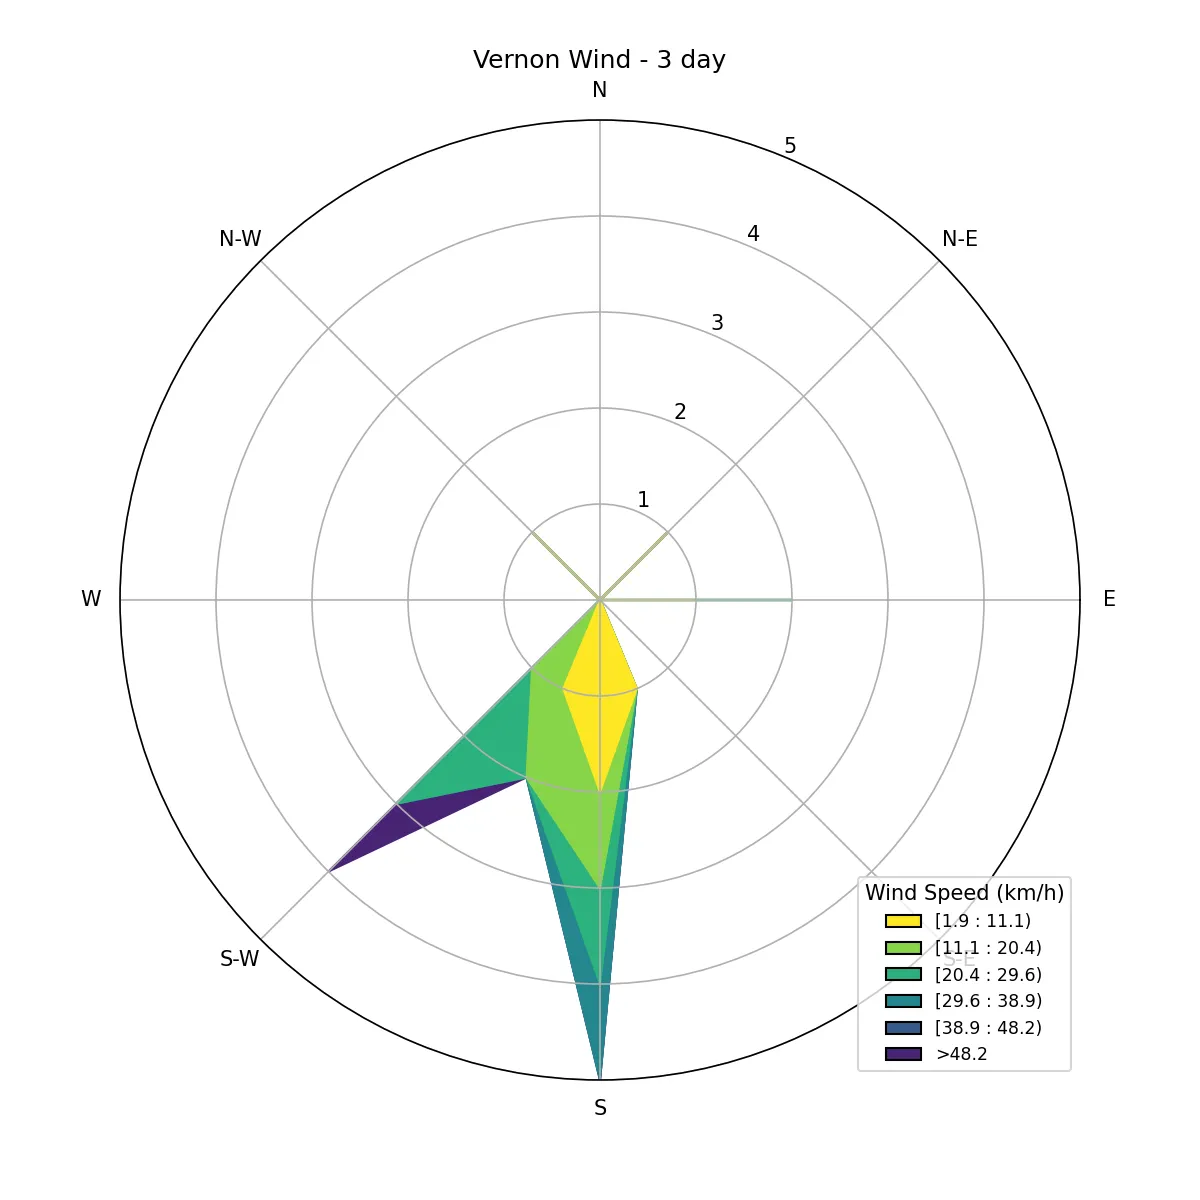 Vernon Wind - 3 day
N
5
N-W
N-E
4
3
2
1
W
E
Wind Speed (km/h)
[1.9 : 11.1)
[11.1 : 20.4)
S-W
S-E
[20.4 : 29.6)
[29.6 : 38.9)
[38.9 : 48.2)
>48.2
S